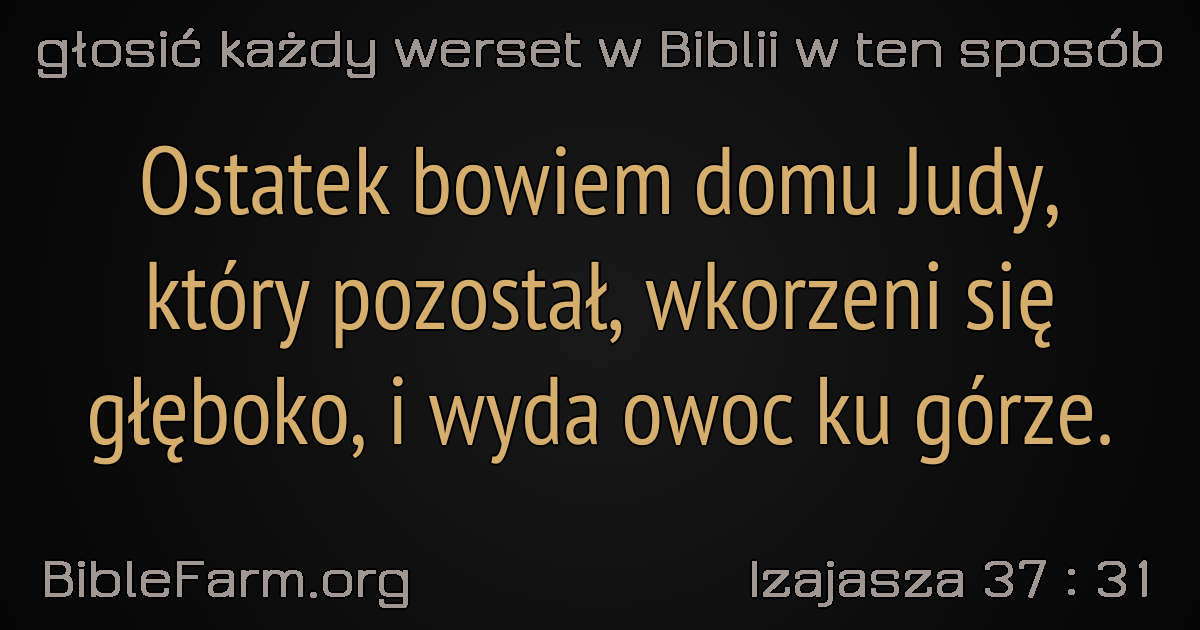 głosić każdy werset w Biblii w ten sposób
Ostatek bowiem domu Judy,
który pozostał, wkorzeni się
głęboko, i wyda owoc ku górze.
BibleFarm.org
Izajasza 37 : 31